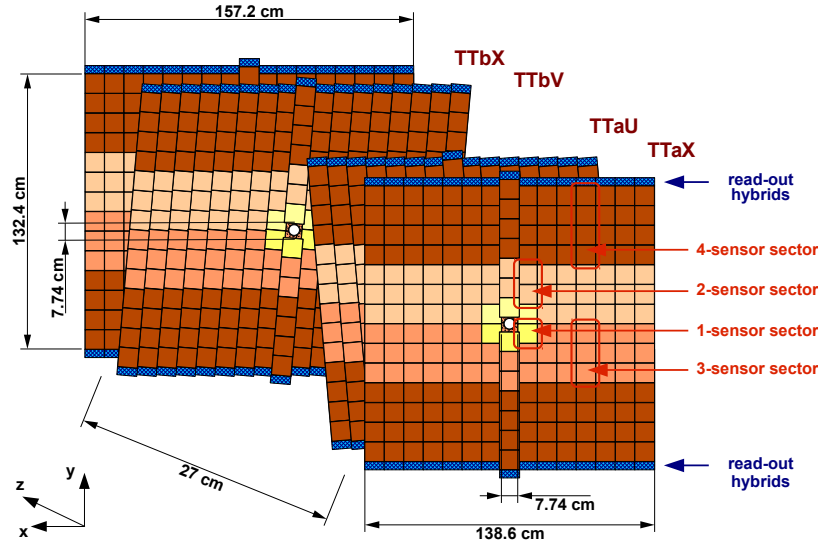 157.2 cm
TTbX
TTbV
TTaU
TTaX
read-out
hybrids
132.4 cm
7.74 cm
4-sensor sector
2-sensor sector
1-sensor sector
3-sensor sector
27 cm
read-out
hybrids
y
z
x
7.74 cm
138.6 cm